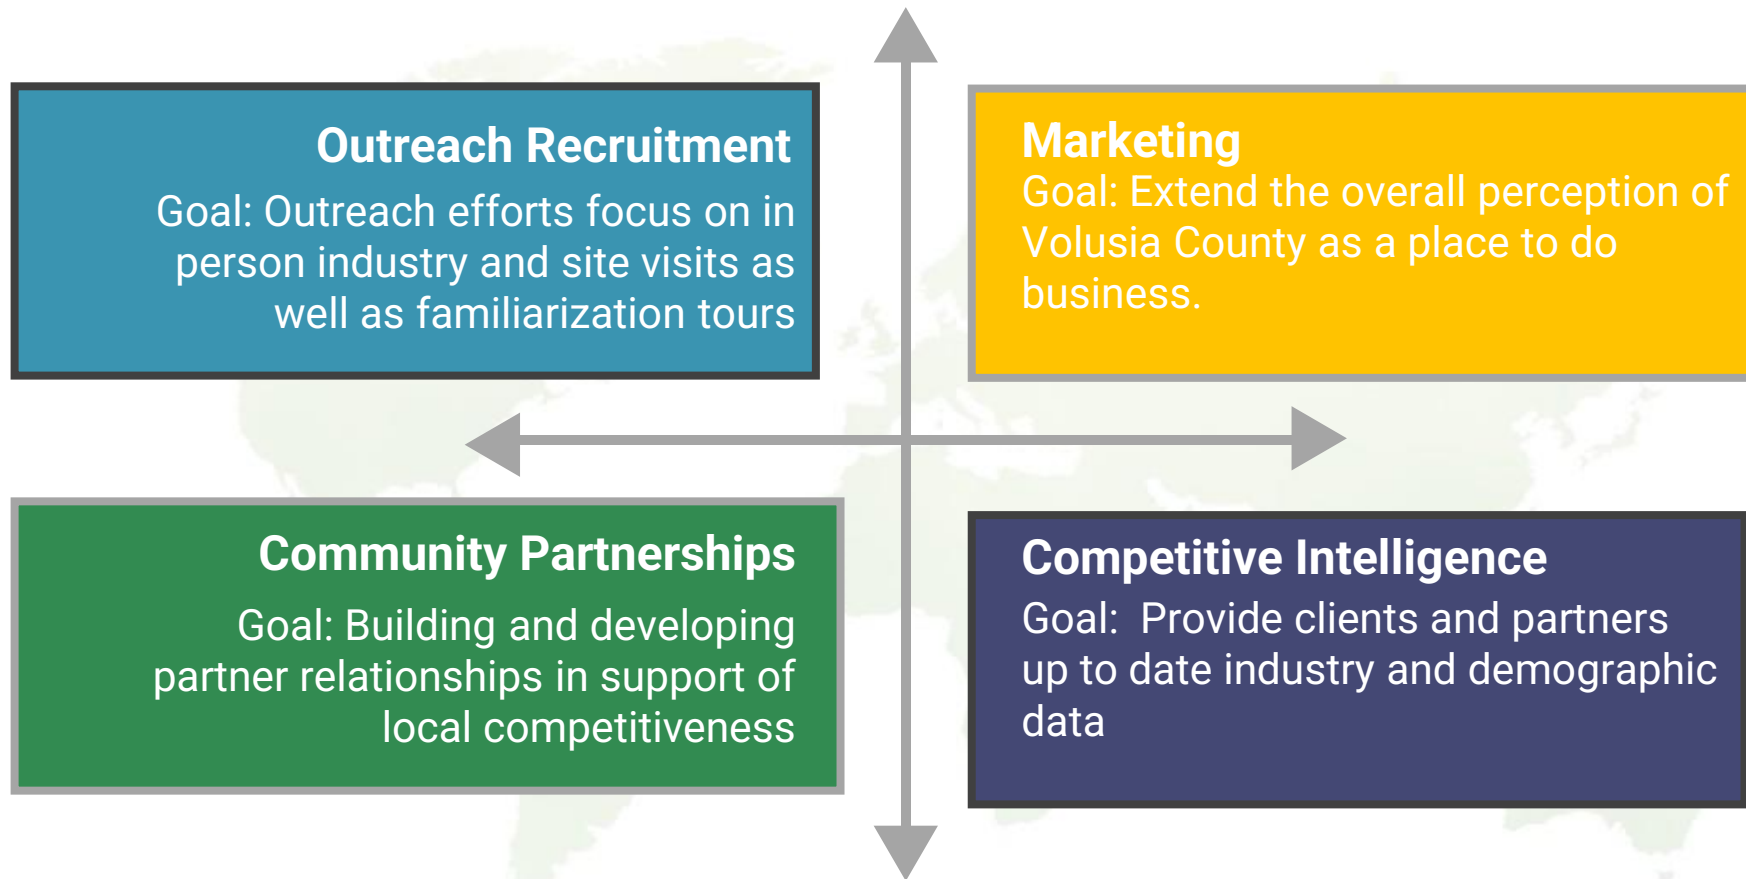 Outreach Recruitment
Goal: Outreach efforts focus on in
person industry and site visits as
well as familiarization tours
Marketing
Goal: Extend the overall perception of
Volusia County as a place to do
business.
Community Partnerships
Goal: Building and developing
partner relationships in support of
local competitiveness
Competitive Intelligence
Goal:  Provide clients and partners
up to date industry and demographic
data